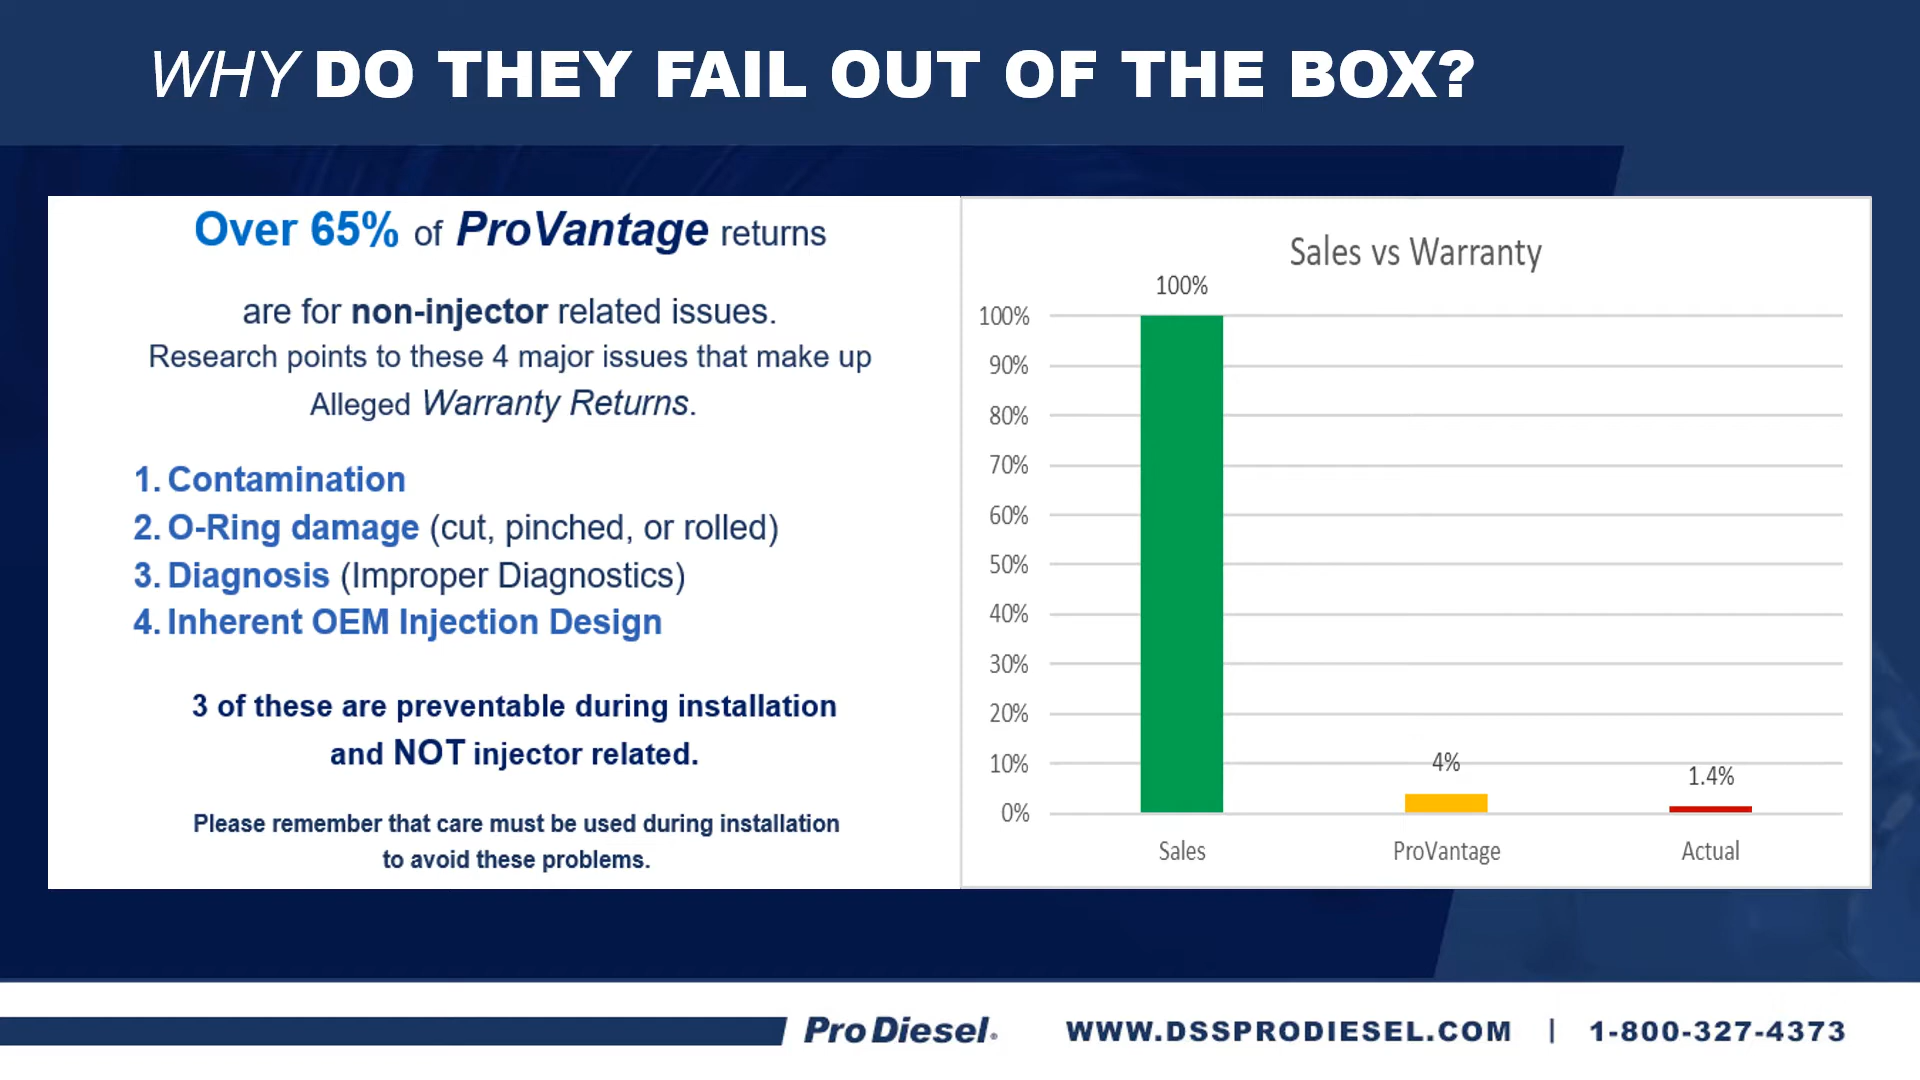 WHY DO THEY FAIL OUT OF THE BOX?
Over 65% of ProVantage returns
are for non-injector related issues.
Research points to these 4 major issues that make up
Alleged Warranty Returns.
1. Contamination
2. O-Ring damage (cut, pinched, or rolled)
3. Diagnosis (Improper Diagnostics)
4. Inherent OEM Injection Design
3 of these are preventable during installation
and NOT injector related.
Please remember that care must be used during installation
to avoid these problems.
Sales vs Warranty
100%
100%
90%
80%
70%
60%
50%
40%
30%
20%
10%
0%
4%
1.4%
Sales
ProVantage
Actual
ProDiesel®
WWW.DSSPRODIESEL.COM | 1-800-327-4373